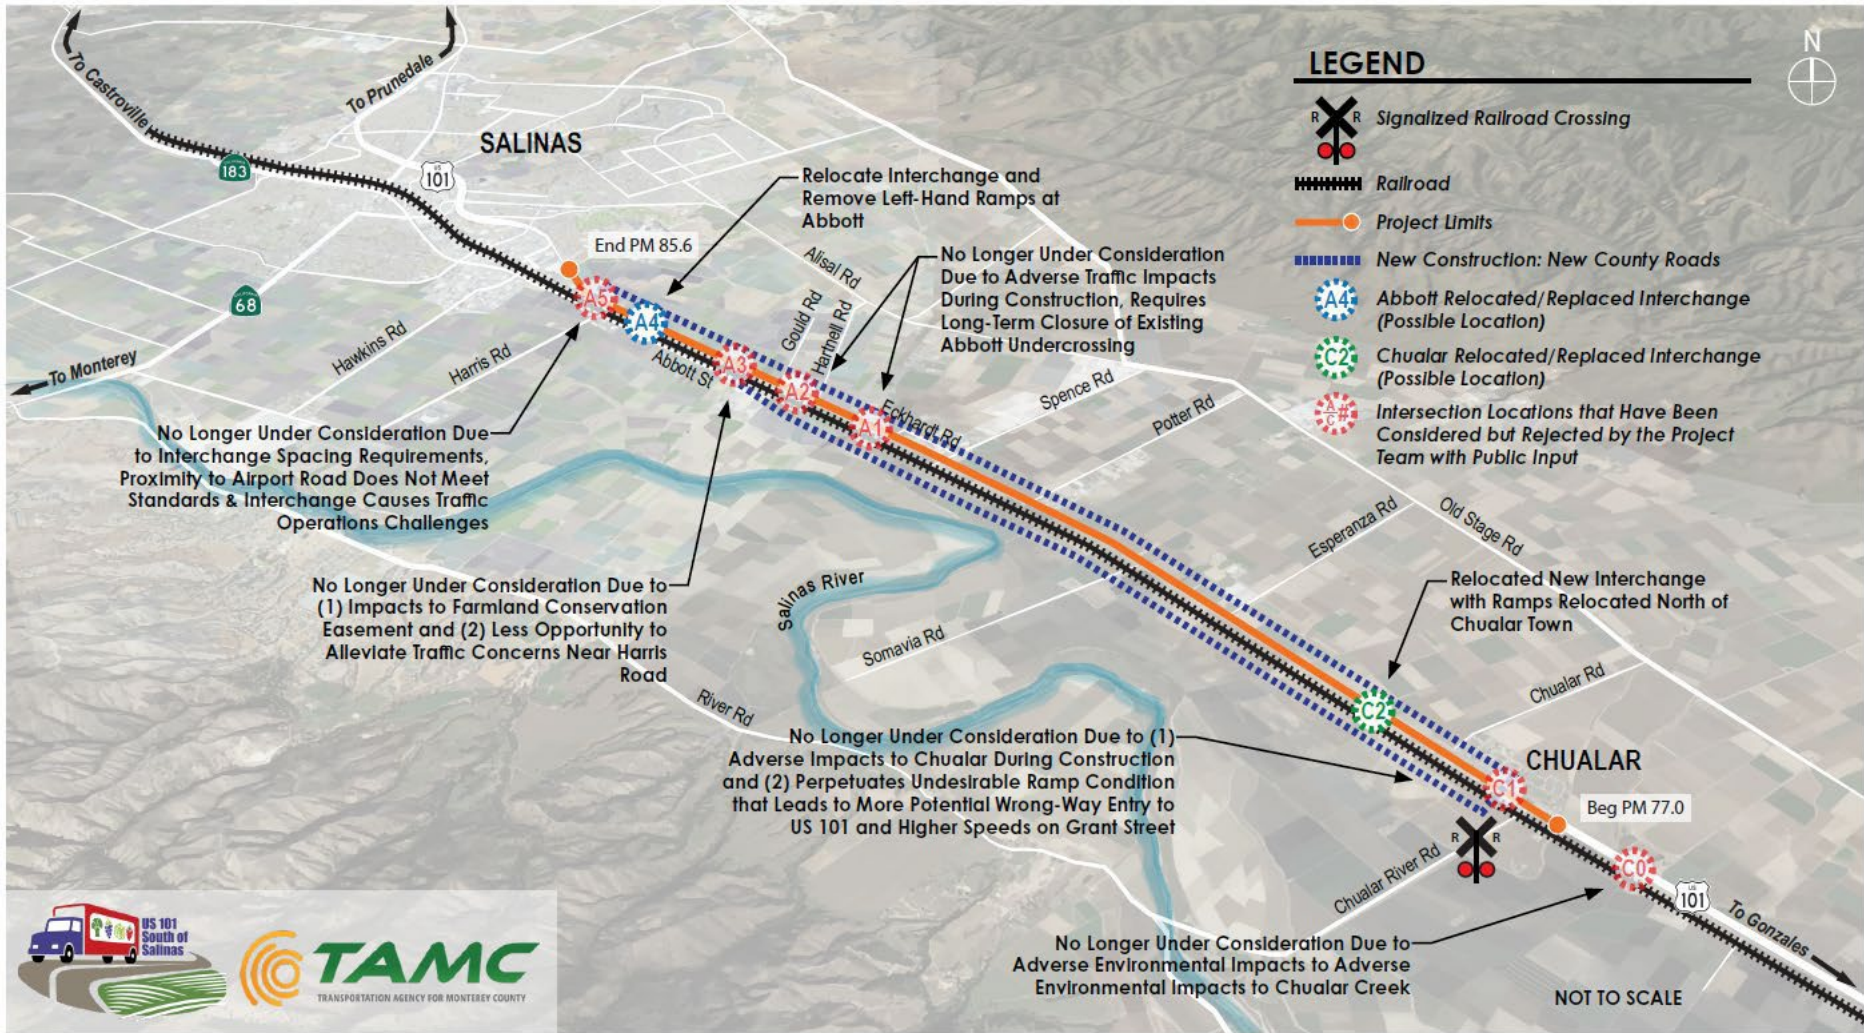 To Castroville
To Prunedale
SALINAS
183
US
101
68
To Monterey
End PM 85.6
Relocate Interchange and
Remove Left-Hand Ramps at
Abbott
No Longer Under Consideration
Due to Adverse Traffic Impacts
During Construction, Requires
Long-Term Closure of Existing
Abbott Undercrossing
Alisal Rd
Gould Rd
Hartnell Rd
Hawkins Rd
Harris Rd
Abbott St
A5
A4
A3
A2
A1
Eckhardt Rd
Spence Rd
Potter Rd
No Longer Under Consideration Due
to Interchange Spacing Requirements,
Proximity to Airport Road Does Not Meet
Standards & Interchange Causes Traffic
Operations Challenges
No Longer Under Consideration Due to
(1) Impacts to Farmland Conservation
Easement and (2) Less Opportunity to
Alleviate Traffic Concerns Near Harris
Road
Salinas River
Somavia Rd
River Rd
Esperanza Rd
Old Stage Rd
Relocated New Interchange
with Ramps Relocated North of
Chualar Town
Chualar Rd
No Longer Under Consideration Due to (1)
Adverse Impacts to Chualar During Construction
and (2) Perpetuates Undesirable Ramp Condition
that Leads to More Potential Wrong-Way Entry to
US 101 and Higher Speeds on Grant Street
C2
CHUALAR
C1
Beg PM 77.0
R R
Chualar River Rd
C0
US
101
To Gonzales
No Longer Under Consideration Due to
Adverse Environmental Impacts to Adverse
Environmental Impacts to Chualar Creek
NOT TO SCALE
LEGEND
N
R R
Signalized Railroad Crossing
Railroad
Project Limits
New Construction: New County Roads
A4
Abbott Relocated/Replaced Interchange
(Possible Location)
C2
Chualar Relocated/Replaced Interchange
(Possible Location)
A/C#
Intersection Locations that Have Been
Considered but Rejected by the Project
Team with Public Input
US 101
South of
Salinas
TAMC
TRANSPORTATION AGENCY FOR MONTEREY COUNTY